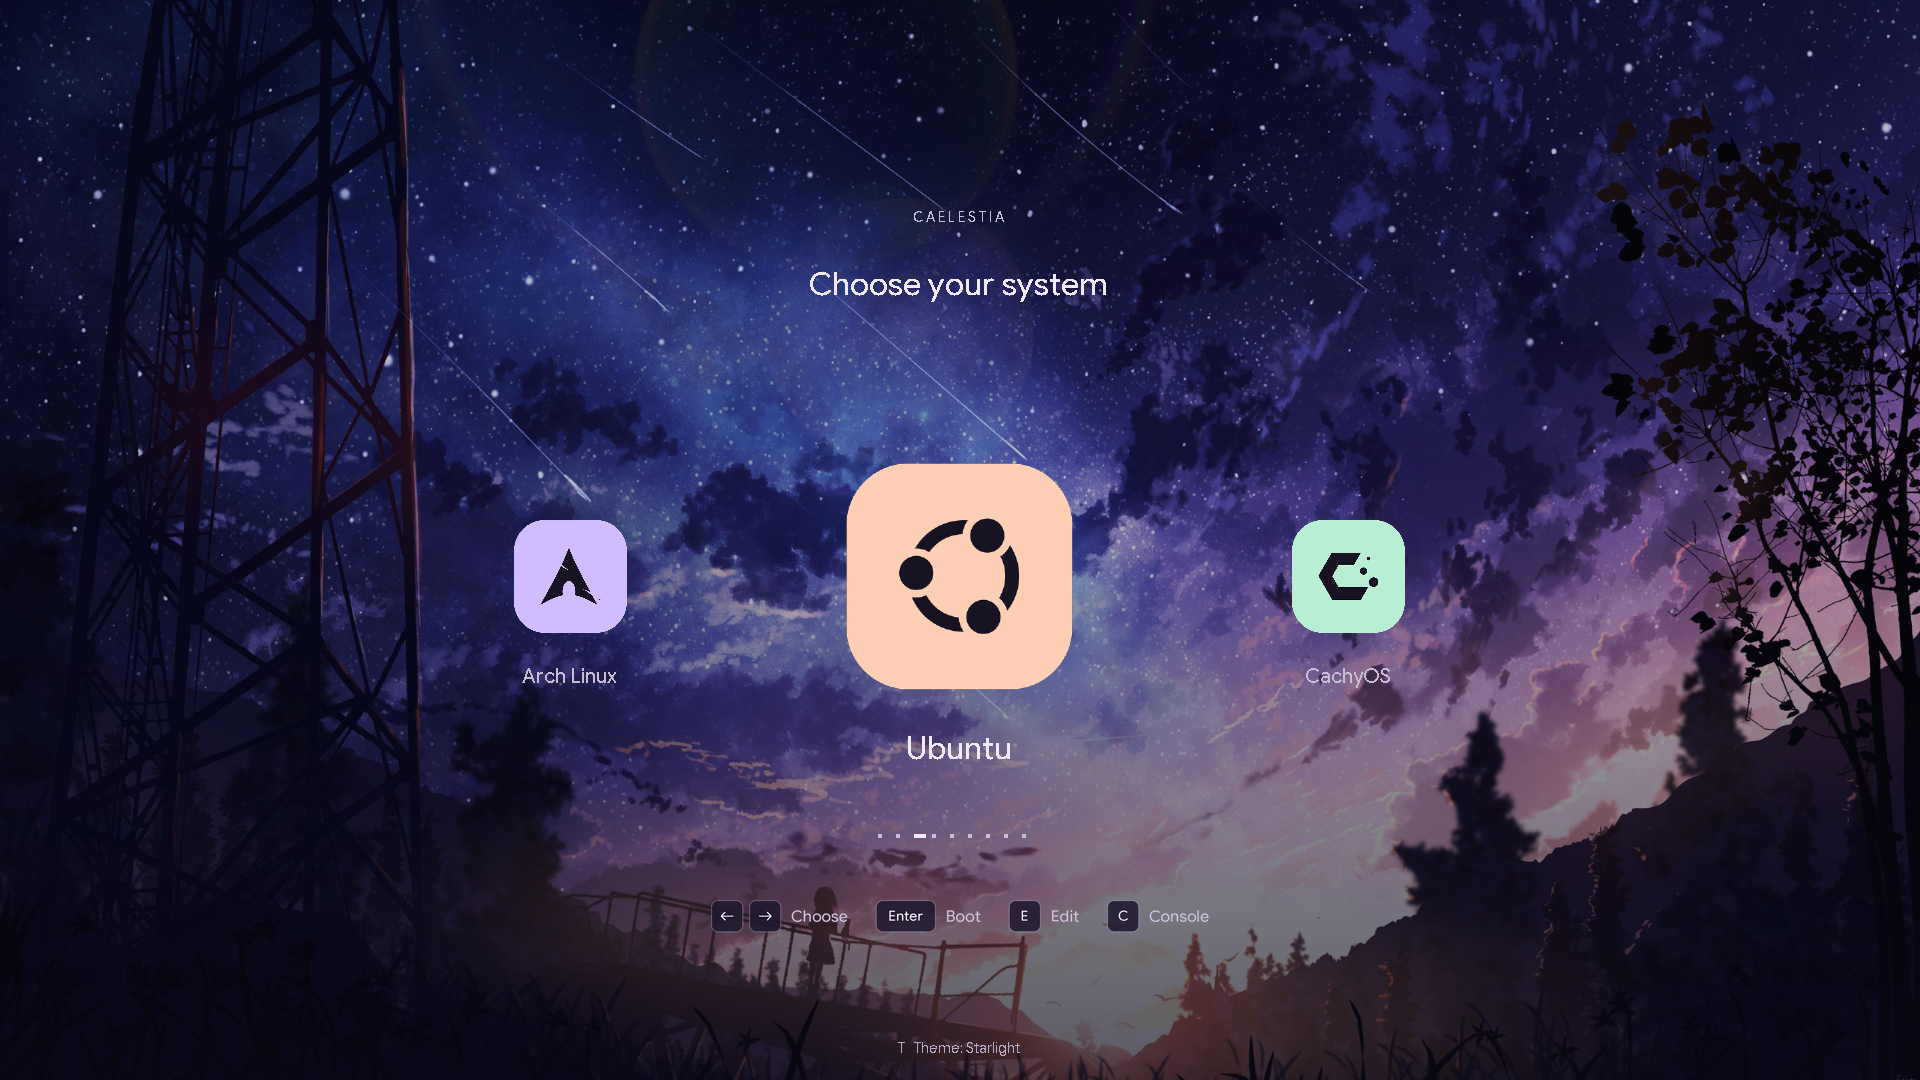 CAELESTIA
Choose your system
Arch Linux
CachyOS
Ubuntu
← → Choose Enter Boot E Edit C Console
T Theme: Starlight